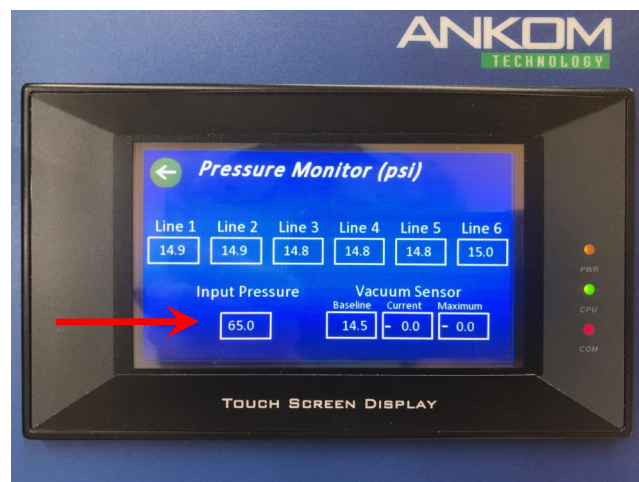 ANKOM
TECHNOLOGY
Pressure Monitor (psi)
Line 1 Line 2 Line 3 Line 4 Line 5 Line 6
14.9 14.9 14.8 14.8 14.8 15.0
Input Pressure Vacuum Sensor
Baseline Current Maximum
65.0 14.5 - 0.0 - 0.0
PWR
CPU
COM
TOUCH SCREEN DISPLAY